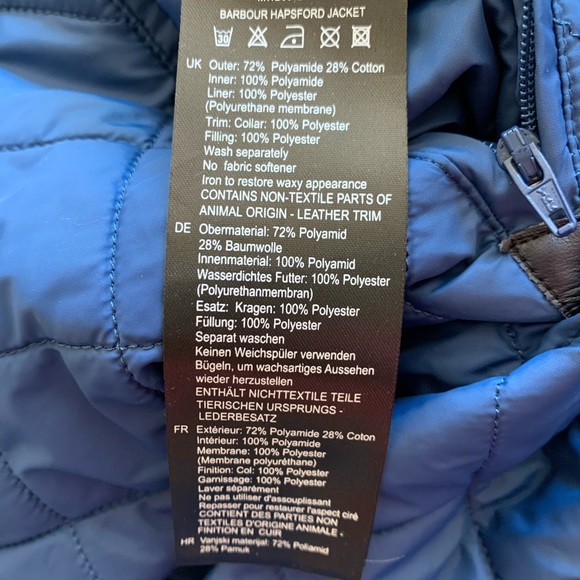 BARBOUR HAPSFORD JACKET
30
UK Outer: 72% Polyamide 28% Cotton
Inner: 100% Polyamide
Liner: 100% Polyester
(Polyurethane membrane)
Trim: Collar: 100% Polyester
Filling: 100% Polyester
Wash separately
No fabric softener
Iron to restore waxy appearance
CONTAINS NON-TEXTILE PARTS OF
ANIMAL ORIGIN - LEATHER TRIM
DE Obermaterial: 72% Polyamid
28% Baumwolle
Innenmaterial: 100% Polyamid
Wasserdichtes Futter: 100% Polyester
(Polyurethanmembran)
Esatz: Kragen: 100% Polyester
Füllung: 100% Polyester
Separat waschen
Keinen Weichspüler verwenden
Bügeln, um wachsartiges Aussehen
wieder herzustellen
ENTHÄLT NICHTTEXTILE TEILE
TIERISCHEN URSPRUNGS -
LEDERBESATZ
FR Extérieur: 72% Polyamide 28% Coton
Intérieur: 100% Polyamide
Membrane: 100% Polyester
(Membrane polyuréthane)
Finition: Col: 100% Polyester
Garnissage: 100% Polyester
Laver séparément
Ne pas utiliser d'assouplissant
Repasser pour restaurer l'aspect ciré
CONTIENT DES PARTIES NON
TEXTILES D'ORIGINE ANIMALE -
FINITION EN CUIR
HR Vanjski materijal: 72% Poliamid
28% Pamuk